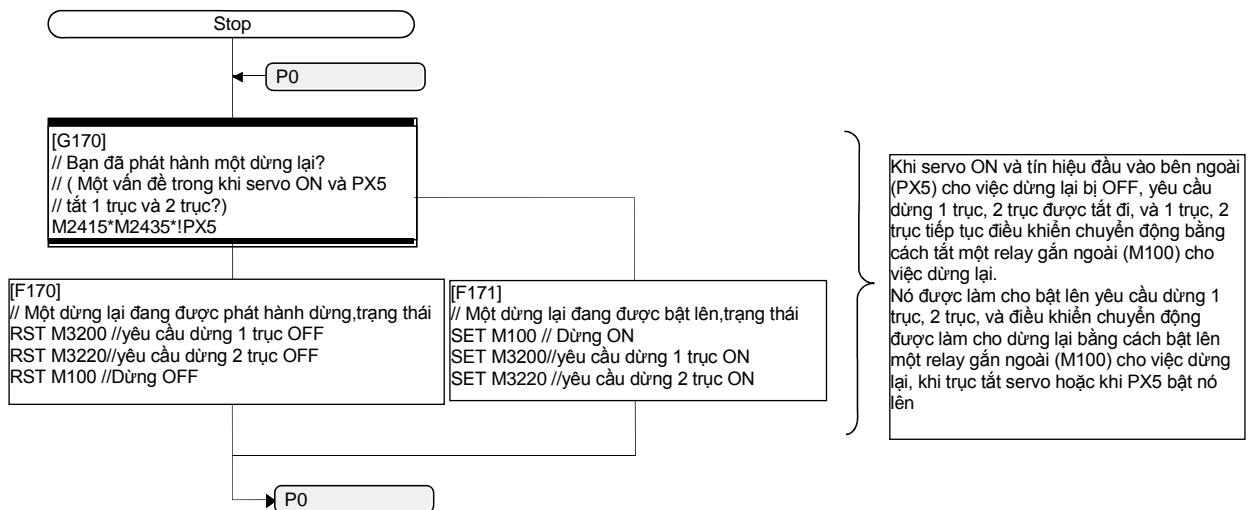 Stop
P0
[G170]
// Bạn đã phát hành một dừng lại?
// ( Một vấn đề trong khi servo ON và PX5
// tắt 1 trục và 2 trục?)
M2415*M2435*!PX5
[F170]
// Một dừng lại đang được phát hành dừng,trạng thái
RST M3200 //yêu cầu dừng 1 trục OFF
RST M3220//yêu cầu dừng 2 trục OFF
RST M100 //Dừng OFF
[F171]
// Một dừng lại đang được bật lên,trạng thái
SET M100 // Dừng ON
SET M3200//yêu cầu dừng 1 trục ON
SET M3220 //yêu cầu dừng 2 trục ON
Khi servo ON và tín hiệu đầu vào bên ngoài
(PX5) cho việc dừng lại bị OFF, yêu cầu
dừng 1 trục, 2 trục được tắt đi, và 1 trục, 2
trục tiếp tục điều khiển chuyển động bằng
cách tắt một relay gắn ngoài (M100) cho
việc dừng lại.
Nó được làm cho bật lên yêu cầu dừng 1
trục, 2 trục, và điều khiển chuyển động
được làm cho dừng lại bằng cách bật lên
một relay gắn ngoài (M100) cho việc dừng
lại, khi trục tắt servo hoặc khi PX5 bật nó
lên
P0